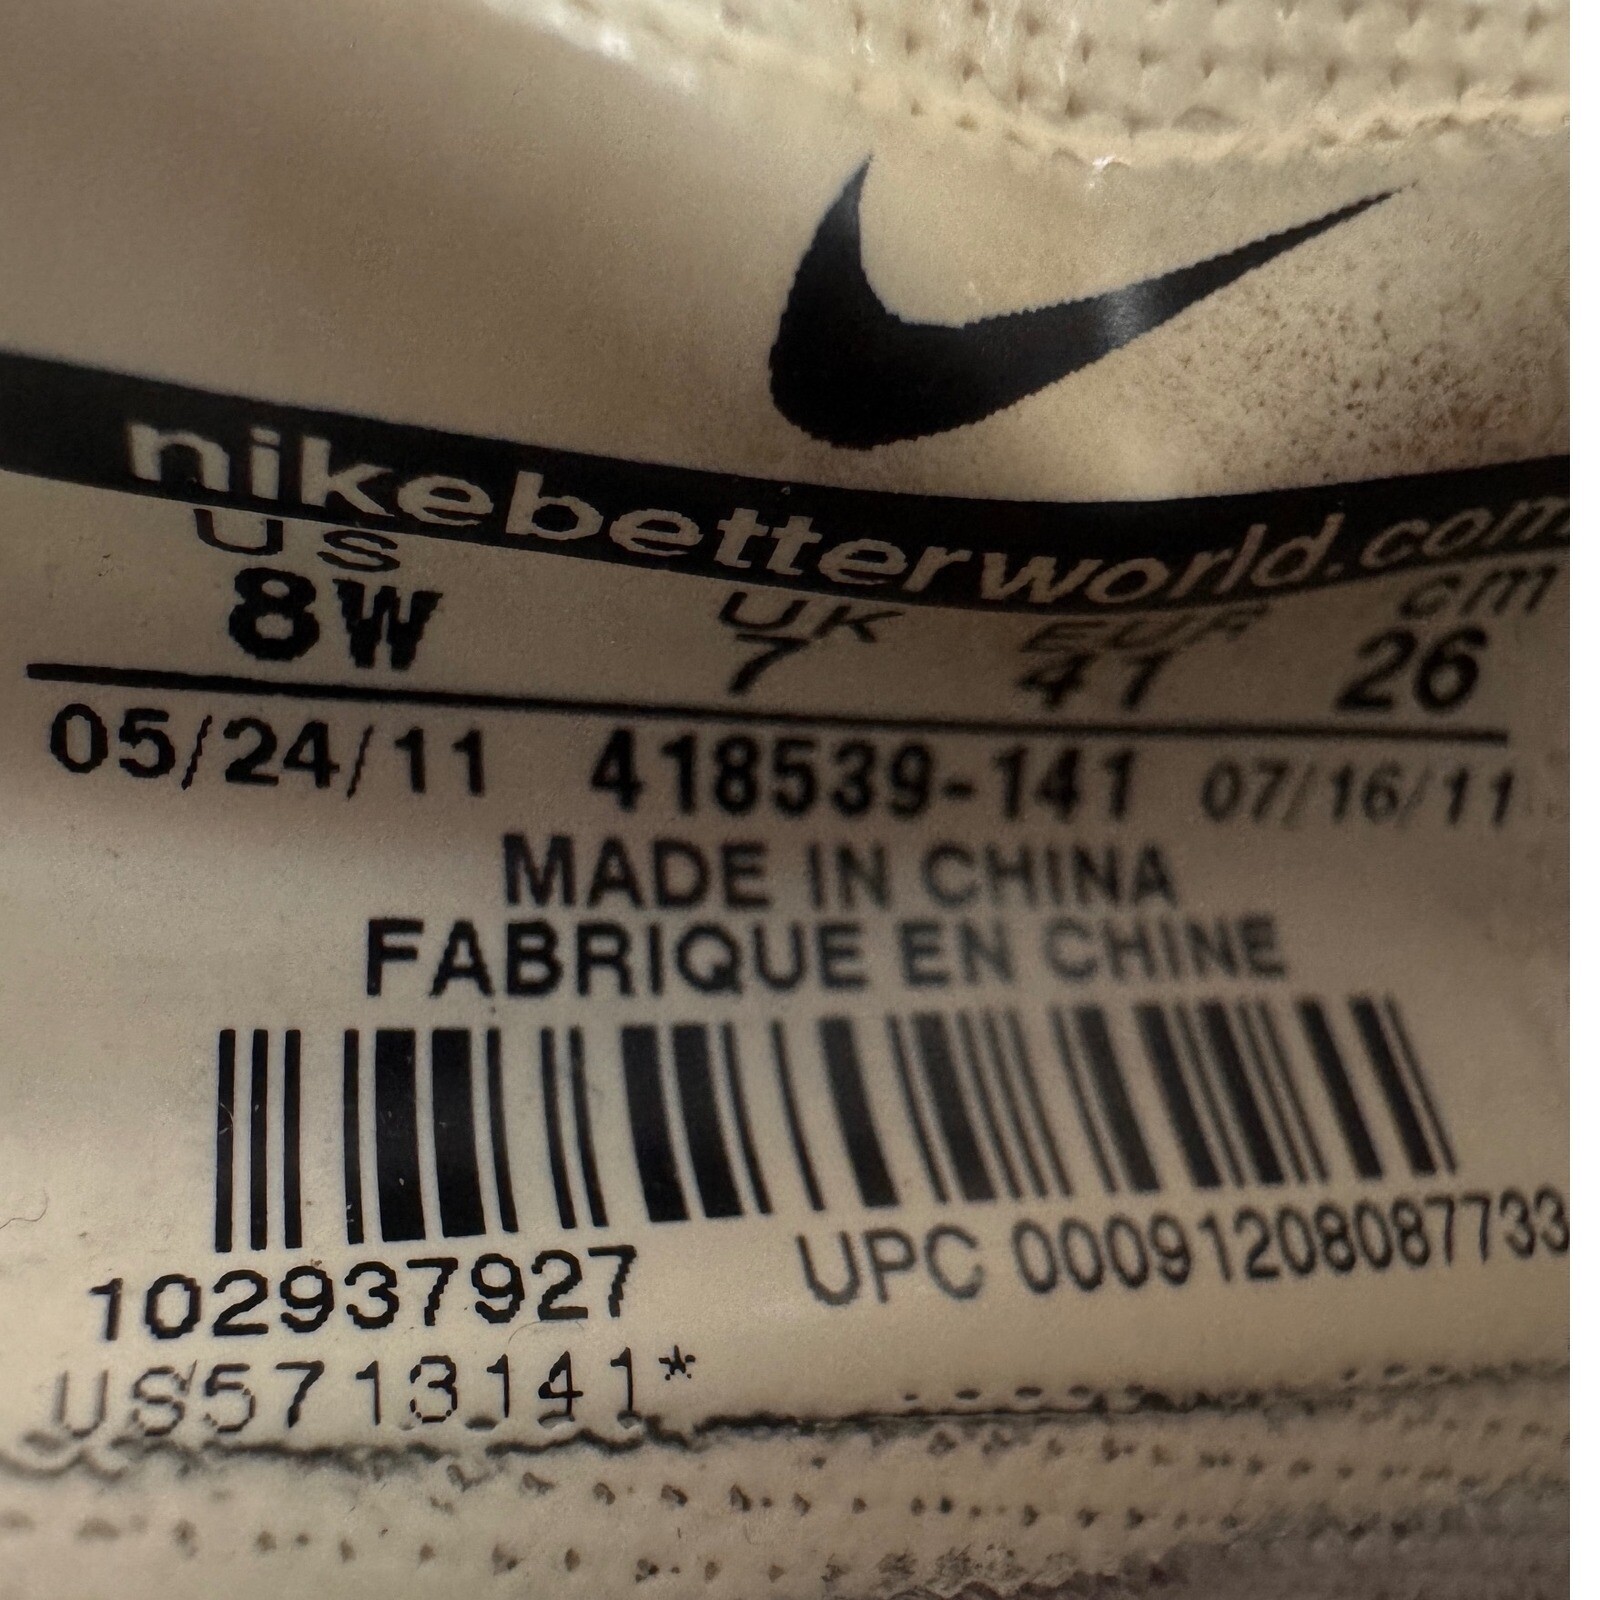 nikebetterworld.com
US UK EUR cm
8W 7 41 26
05/24/11 418539-141 07/16/11
MADE IN CHINA
FABRIQUE EN CHINE
102937927 UPC 00091208087733
US5713141*